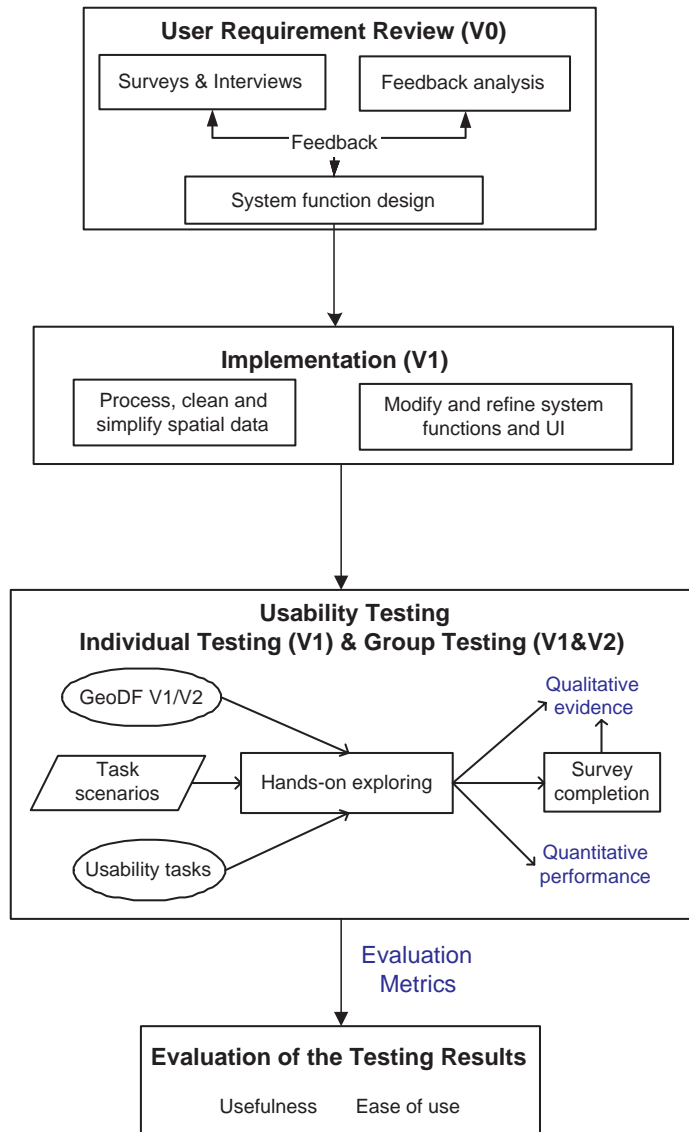 User Requirement Review (V0)
Surveys & Interviews
Feedback analysis
Feedback
System function design
Implementation (V1)
Process, clean and
simplify spatial data
Modify and refine system
functions and UI
Usability Testing
Individual Testing (V1) & Group Testing (V1&V2)
GeoDF V1/V2
Task
scenarios
Usability tasks
Hands-on exploring
Qualitative
evidence
Survey
completion
Quantitative
performance
Evaluation
Metrics
Evaluation of the Testing Results
Usefulness
Ease of use